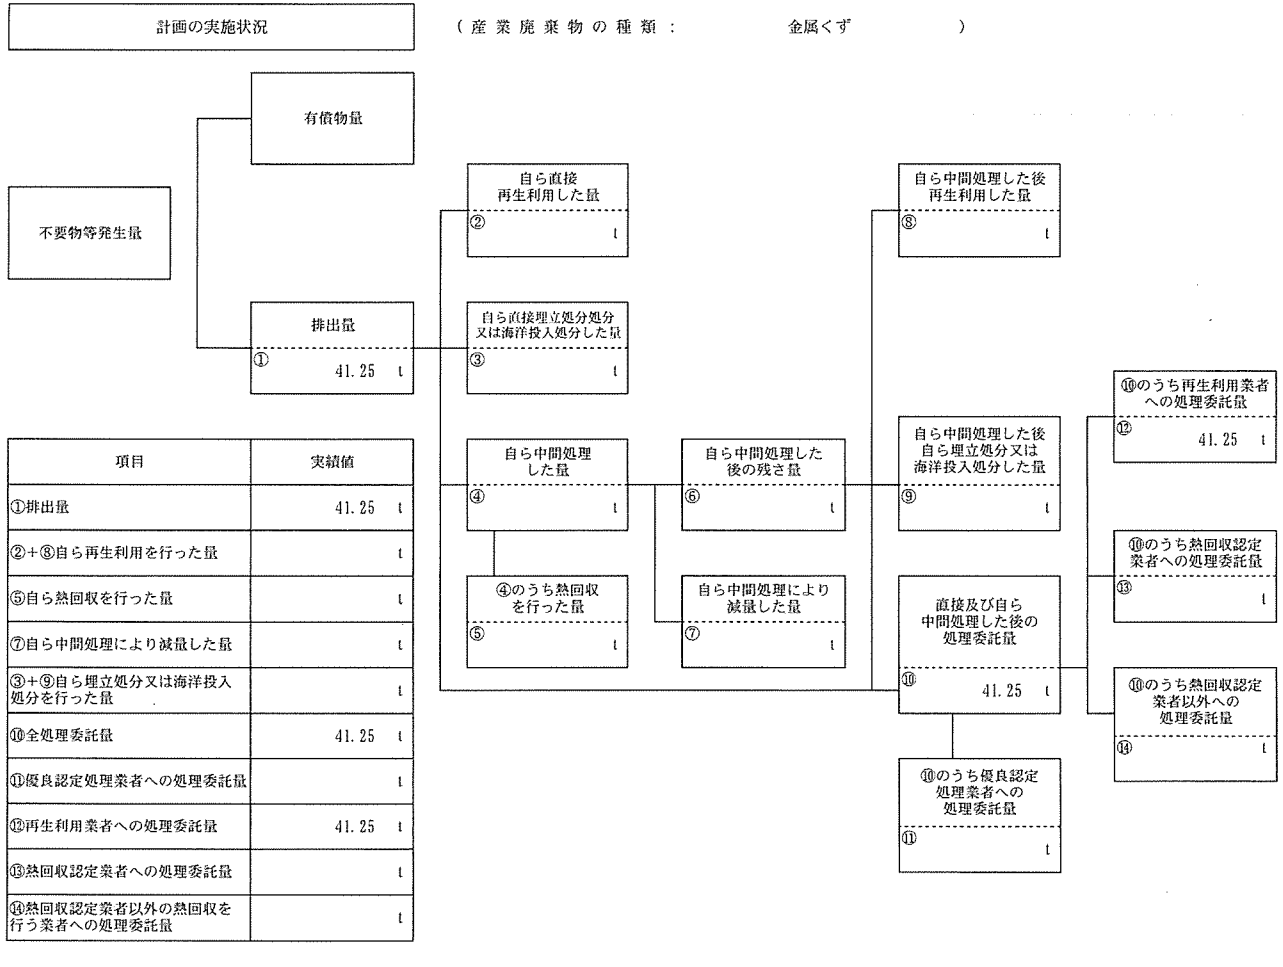 計画の実施状況
(産業廃棄物の種類: 金属くず )
有償物量
不要物等発生量
排出量
① 41.25 t
自ら直接
再生利用した量
② t
自ら直接埋立処分処分
又は海洋投入処分した量
③ t
自ら中間処理
した量
④ t
④のうち熱回収
を行った量
⑤ t
自ら中間処理した
後の残さ量
⑥ t
自ら中間処理により
減量した量
⑦ t
自ら中間処理した後
再生利用した量
⑧ t
自ら中間処理した後
自ら埋立処分又は
海洋投入処分した量
⑨ t
直接及び自ら
中間処理した後の
処理委託量
⑩ 41.25 t
⑩のうち優良認定
処理業者への
処理委託量
⑪ t
⑩のうち再生利用業者
への処理委託量
⑫ 41.25 t
⑩のうち熱回収認定
業者への処理委託量
⑬ t
⑩のうち熱回収認定
業者以外への
処理委託量
⑭ t
項目 実績値
①排出量 41.25 t
②+⑧自ら再生利用を行った量 t
⑤自ら熱回収を行った量 t
⑦自ら中間処理により減量した量 t
③+⑨自ら埋立処分又は海洋投入
処分を行った量 t
⑩全処理委託量 41.25 t
⑪優良認定処理業者への処理委託量 t
⑫再生利用業者への処理委託量 41.25 t
⑬熱回収認定業者への処理委託量 t
⑭熱回収認定業者以外の熱回収を
行う業者への処理委託量 t